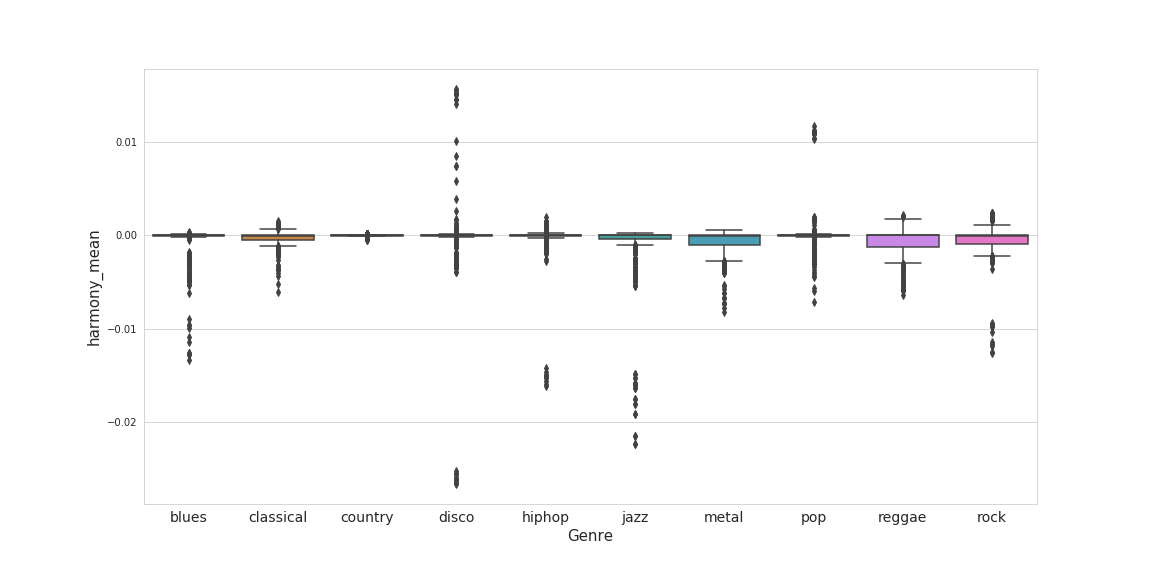 harmony_mean
0.01
0.00
−0.01
−0.02
blues classical country disco hiphop jazz metal pop reggae rock
Genre